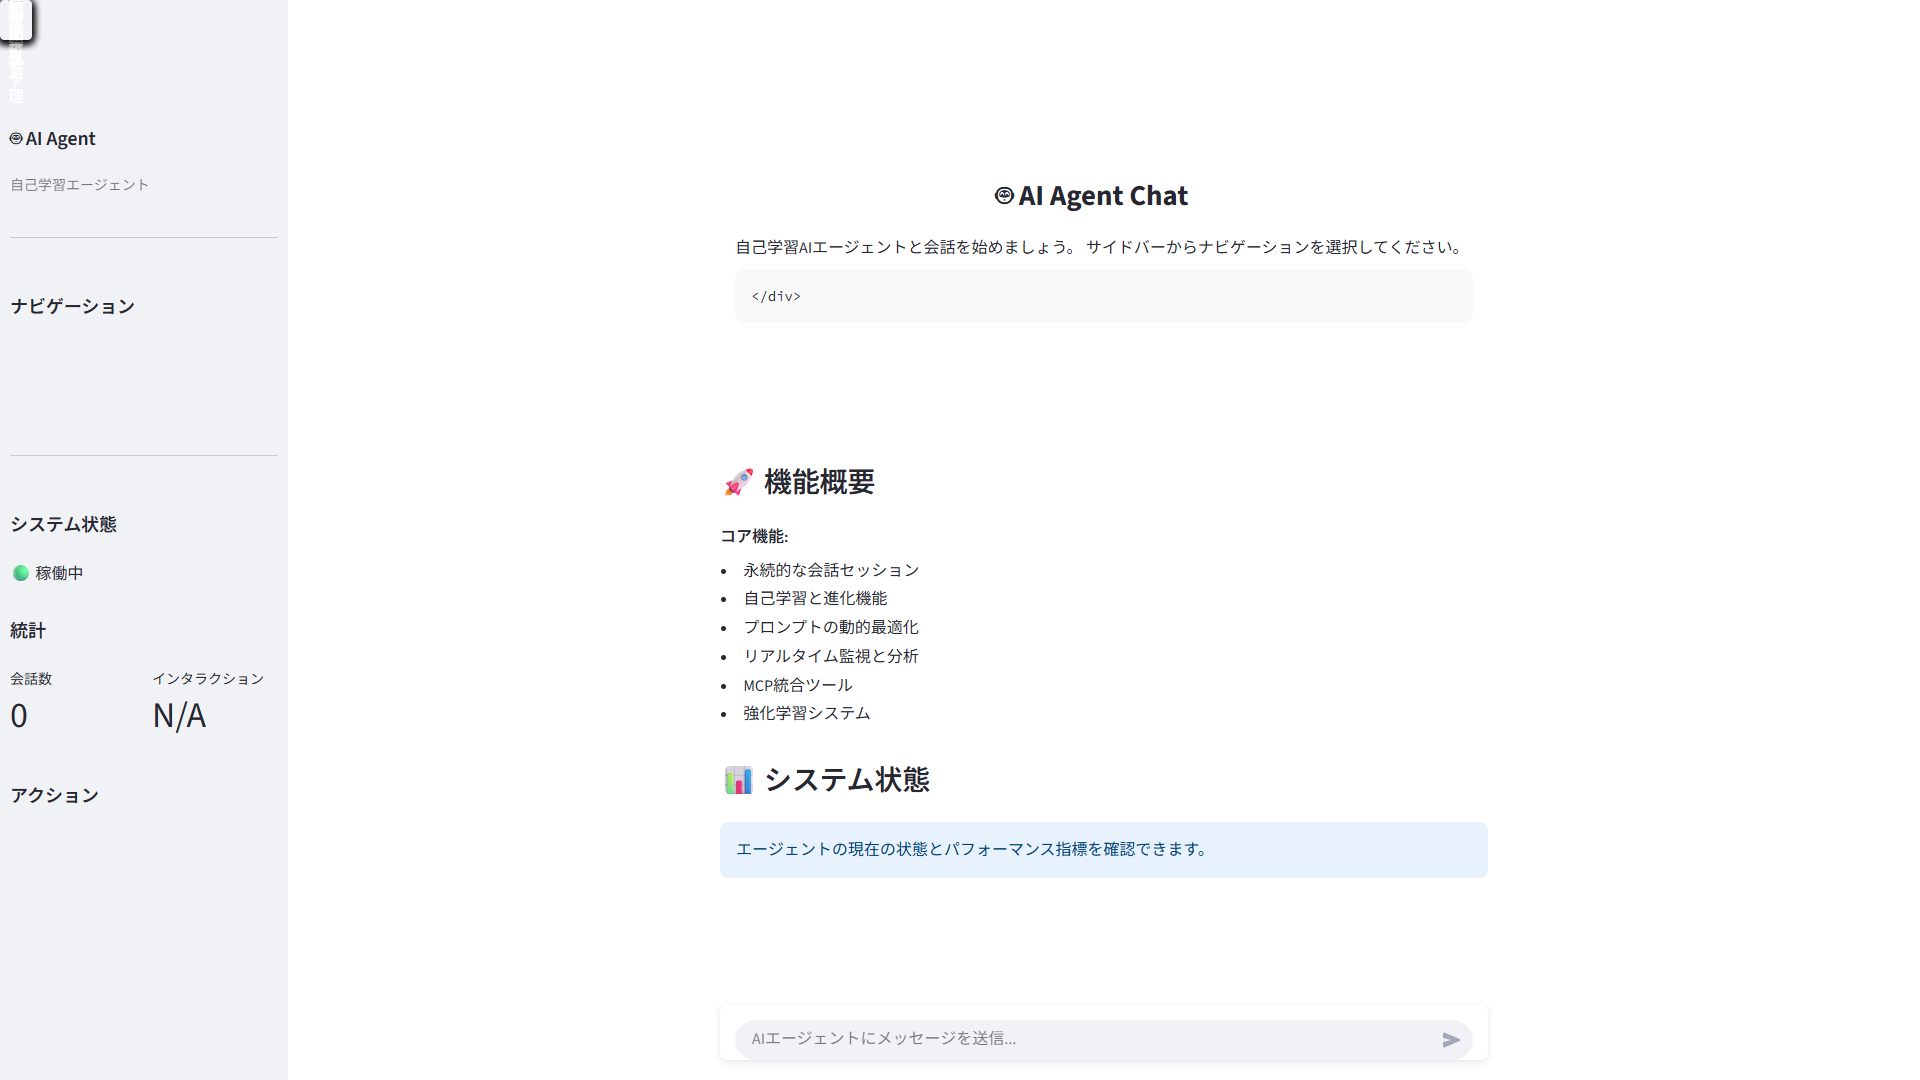 AI Agent
自己学習エージェント
ナビゲーション
システム状態
稼働中
統計
会話数
インタラクション
0
N/A
アクション
AI Agent Chat
自己学習AIエージェントと会話を始めましょう。 サイドバーからナビゲーションを選択してください。
</div>
🚀 機能概要
コア機能:
• 永続的な会話セッション
• 自己学習と進化機能
• プロンプトの動的最適化
• リアルタイム監視と分析
• MCP統合ツール
• 強化学習システム
📊 システム状態
エージェントの現在の状態とパフォーマンス指標を確認できます。
AIエージェントにメッセージを送信...